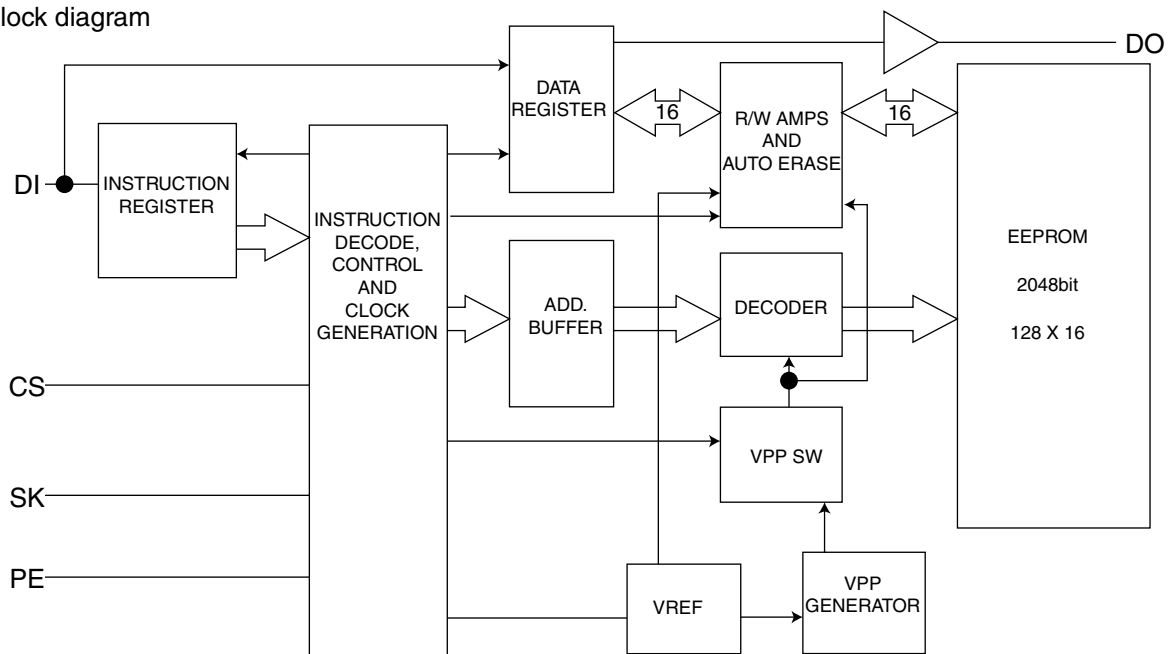 lock diagram
DO
DATA
REGISTER
16
R/W AMPS
AND
AUTO ERASE
16
DI
INSTRUCTION
REGISTER
INSTRUCTION
DECODE,
CONTROL
AND
CLOCK
GENERATION
ADD.
BUFFER
DECODER
EEPROM
2048bit
128 X 16
CS
VPP SW
SK
PE
VREF
VPP
GENERATOR